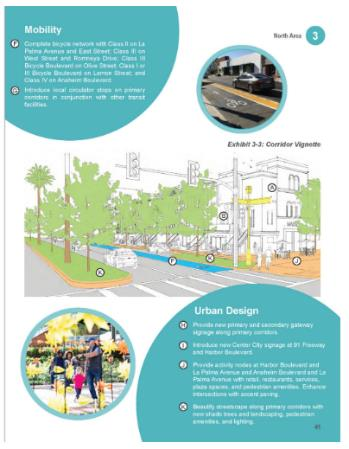 Mobility
North Area 3
F Complete bicycle network with Class II on La
Palma Avenue and East Street; Class III on
West Street and Romneya Drive; Class III
Bicycle Boulevard on Olive Street; Class I or
III Bicycle Boulevard on Lemon Street; and
Class IV on Anaheim Boulevard.
G Introduce local circulator stops on primary
corridors in conjunction with other transit
facilities.
Exhibit 3-3: Corridor Vignette
A
B
F
K
J
K
Urban Design
H Provide new primary and secondary gateway
signage along primary corridors.
I Introduce new Center City signage at 91 Freeway
and Harbor Boulevard.
J Provide activity nodes at Harbor Boulevard and
La Palma Avenue and Anaheim Boulevard and La
Palma Avenue with retail, restaurants, services,
plaza spaces, and pedestrian amenities. Enhance
intersections with accent paving.
K Beautify streetscape along primary corridors with
new shade trees and landscaping, pedestrian
amenities, and lighting.
41